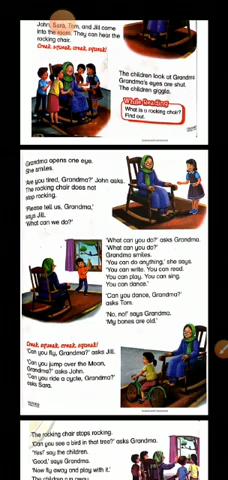 John, Sara, Tom, and Jill come
into the room. They can hear the
rocking chair.
Creak, squeak, creak, squeak!
The children look at Grandma
Grandma's eyes are shut.
The children giggle.
While Reading
What is a rocking chair?
Find out.
Grandma opens one eye.
She smiles.
'Are you tired, Grandma?' John asks.
The rocking chair does not
stop rocking.
'Please tell us, Grandma,'
says Jill.
'What can we do?'
'What can you do?' asks Grandma.
'What can you do?'
Grandma smiles.
'You can do anything,' she says.
'You can write. You can read.
You can play. You can sing.
You can dance.'
'Can you dance, Grandma?'
asks Tom.
'No, no!' says Grandma.
'My bones are old.'
Creak, squeak, creak, squeak!
'Can you fly, Grandma?' asks Jill.
'Can you jump over the Moon,
Grandma?' asks John.
'Can you ride a cycle, Grandma?'
asks Sara.
The rocking chair stops rocking.
'Can you see a bird in that tree?' asks Grandma.
'Yes!' say the children.
'Good,' says Grandma.
'Now fly away and play with it.'
The children run away.